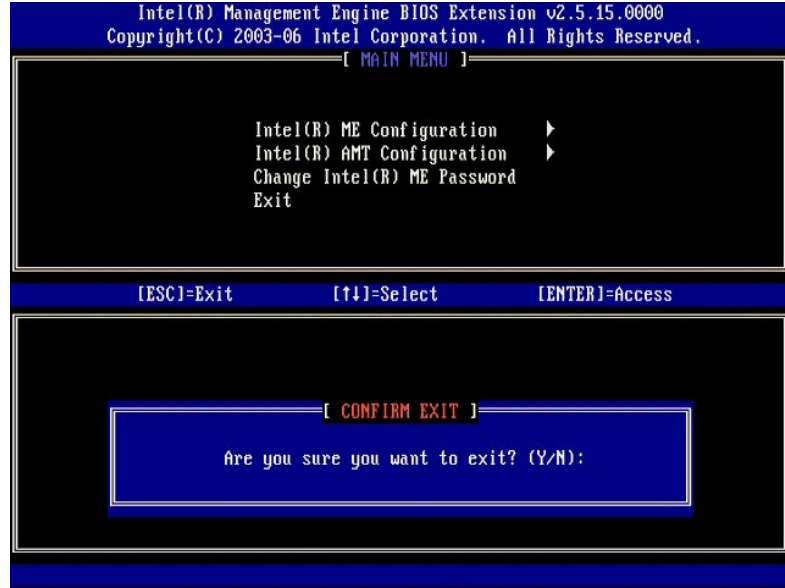 Intel(R) Management Engine BIOS Extension v2.5.15.0000
Copyright(C) 2003-06 Intel Corporation. All Rights Reserved.
[ MAIN MENU ]
Intel(R) ME Configuration ►
Intel(R) AMT Configuration ►
Change Intel(R) ME Password
Exit
[ESC]=Exit [↑↓]=Select [ENTER]=Access
[ CONFIRM EXIT ]
Are you sure you want to exit? (Y/N):